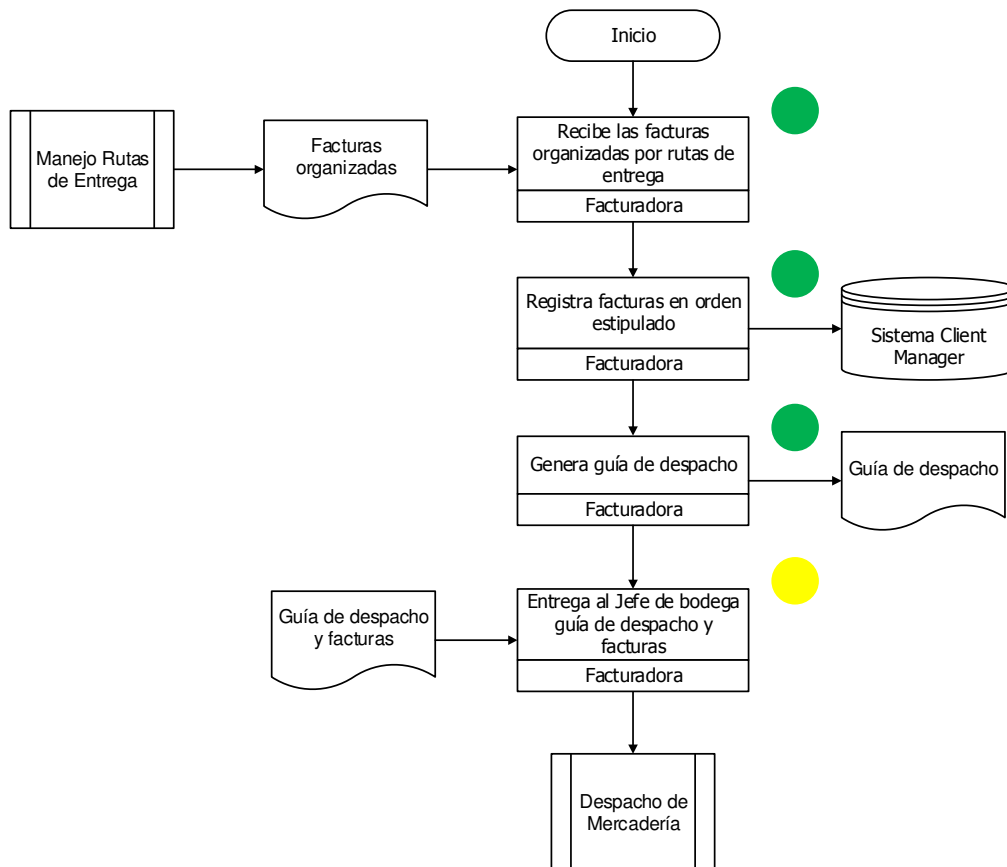 Inicio
Manejo Rutas
de Entrega
Facturas
organizadas
Recibe las facturas
organizadas por rutas de
entrega
Facturadora
Registra facturas en orden
estipulado
Facturadora
Sistema Client
Manager
Genera guía de despacho
Facturadora
Guía de despacho
Guía de despacho
y facturas
Entrega al Jefe de bodega
guía de despacho y
facturas
Facturadora
Despacho de
Mercadería